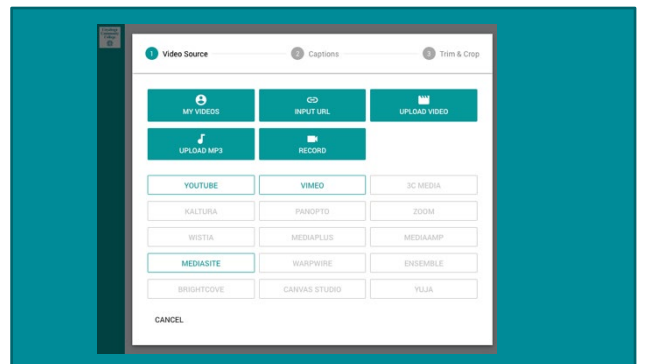 1 Video Source 2 Captions 3 Trim & Crop
MY VIDEOS INPUT URL UPLOAD VIDEO
UPLOAD MP3 RECORD
YOUTUBE VIMEO 3C MEDIA
KALTURA PANOPTO ZOOM
WISTIA MEDIAPLUS MEDIAAMP
MEDIASITE WARPWIRE ENSEMBLE
BRIGHTCOVE CANVAS STUDIO YUJA
CANCEL